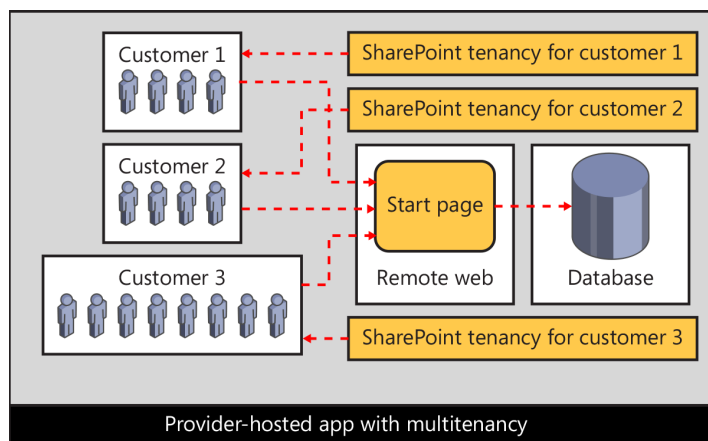 Customer 1
SharePoint tenancy for customer 1
SharePoint tenancy for customer 2
Customer 2
Start page
Remote web
Database
Customer 3
SharePoint tenancy for customer 3
Provider-hosted app with multitenancy